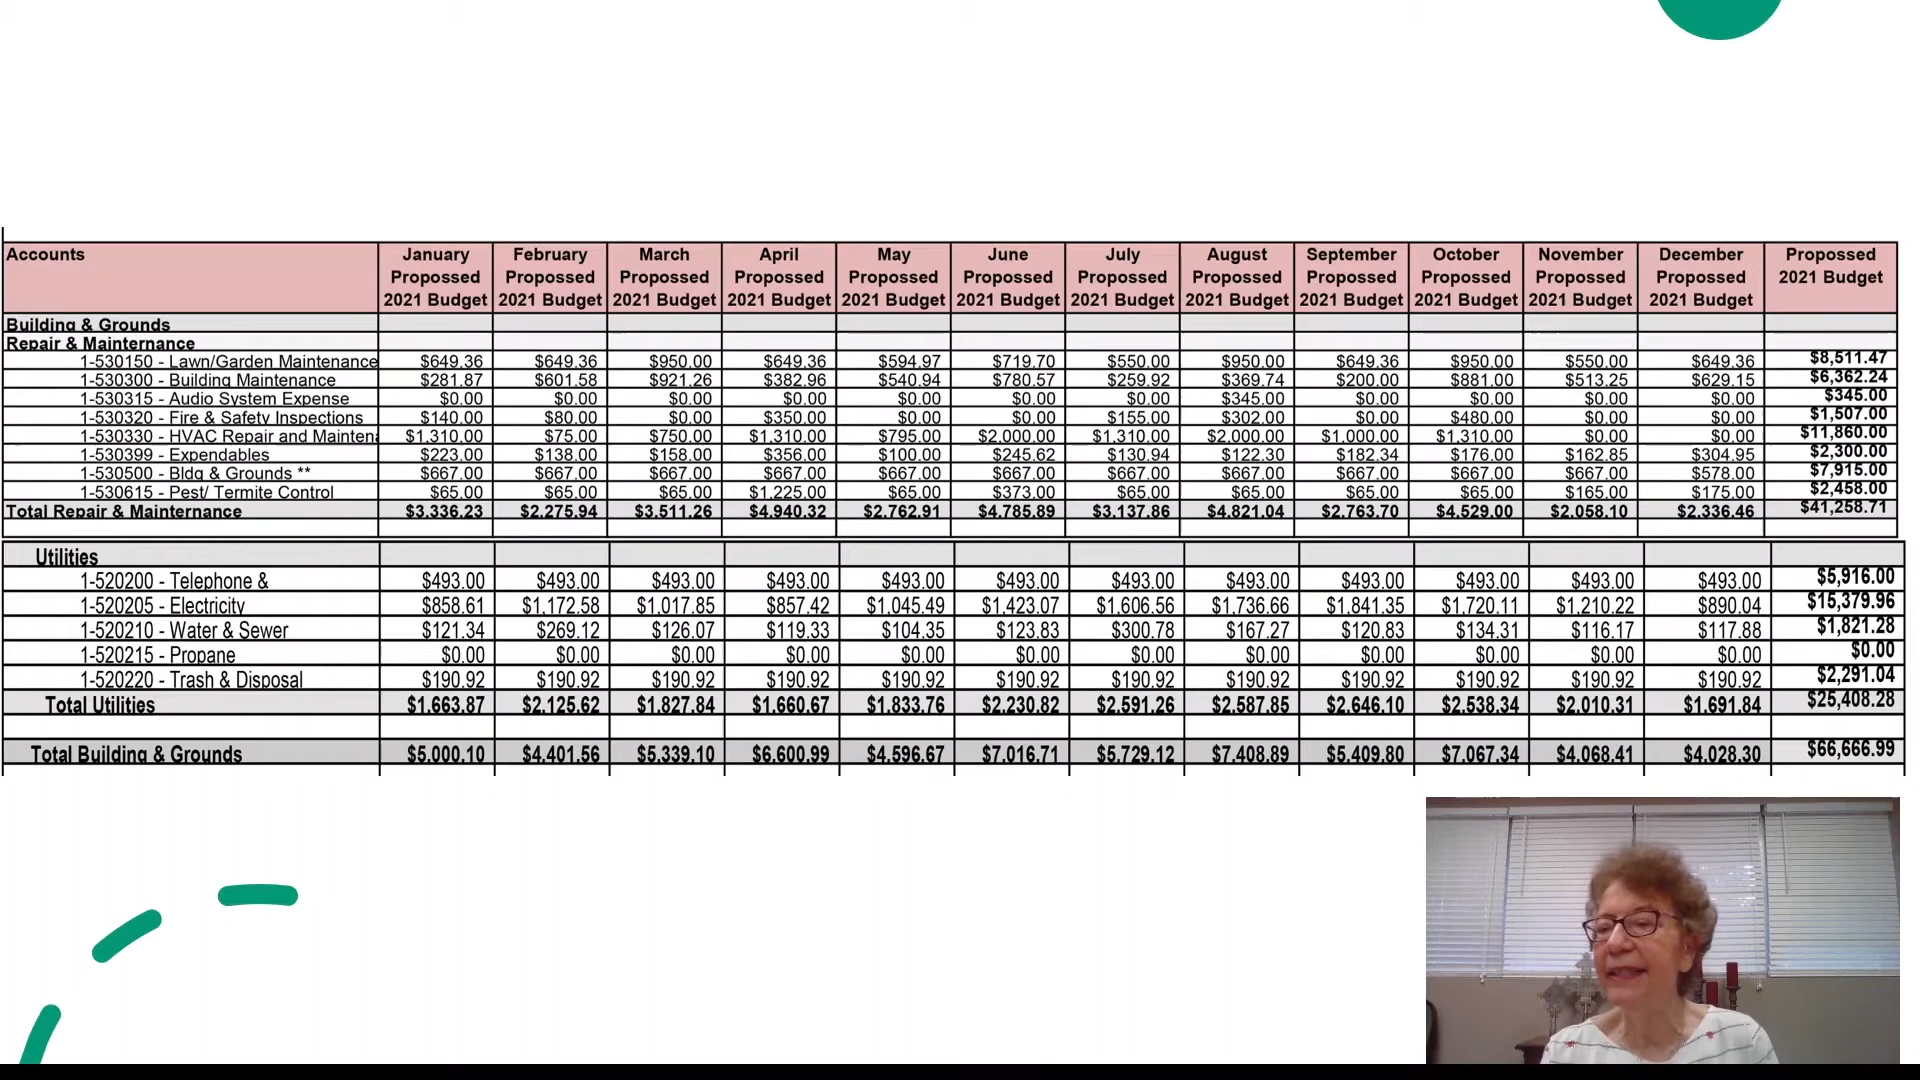 Accounts January February March April May June July August September October November December Propossed
Propossed Propossed Propossed Propossed Propossed Propossed Propossed Propossed Propossed Propossed Propossed Propossed 2021 Budget
2021 Budget 2021 Budget 2021 Budget 2021 Budget 2021 Budget 2021 Budget 2021 Budget 2021 Budget 2021 Budget 2021 Budget 2021 Budget 2021 Budget
Building & Grounds
Repair & Mainternance
1-530150 - Lawn/Garden Maintenance $649.36 $649.36 $950.00 $649.36 $594.97 $719.70 $550.00 $950.00 $649.36 $950.00 $550.00 $649.36 $8,511.47
1-530300 - Building Maintenance $281.87 $601.58 $921.26 $382.96 $540.94 $780.57 $259.92 $369.74 $200.00 $881.00 $513.25 $629.15 $6,362.24
1-530315 - Audio System Expense $0.00 $0.00 $0.00 $0.00 $0.00 $0.00 $0.00 $345.00 $0.00 $0.00 $0.00 $0.00 $345.00
1-530320 - Fire & Safety Inspections $140.00 $80.00 $0.00 $350.00 $0.00 $0.00 $155.00 $302.00 $0.00 $480.00 $0.00 $0.00 $1,507.00
1-530330 - HVAC Repair and Maintena $1,310.00 $75.00 $750.00 $1,310.00 $795.00 $2,000.00 $1,310.00 $2,000.00 $1,000.00 $1,310.00 $0.00 $0.00 $11,860.00
1-530399 - Expendables $223.00 $138.00 $158.00 $356.00 $100.00 $245.62 $130.94 $122.30 $182.34 $176.00 $162.85 $304.95 $2,300.00
1-530500 - Bldg & Grounds ** $667.00 $667.00 $667.00 $667.00 $667.00 $667.00 $667.00 $667.00 $667.00 $667.00 $667.00 $578.00 $7,915.00
1-530615 - Pest/ Termite Control $65.00 $65.00 $65.00 $1,225.00 $65.00 $373.00 $65.00 $65.00 $65.00 $65.00 $165.00 $175.00 $2,458.00
Total Repair & Mainternance $3,336.23 $2,275.94 $3,511.26 $4,940.32 $2,762.91 $4,785.89 $3,137.86 $4,821.04 $2,763.70 $4,529.00 $2,058.10 $2,336.46 $41,258.71
Utilities
1-520200 - Telephone & $493.00 $493.00 $493.00 $493.00 $493.00 $493.00 $493.00 $493.00 $493.00 $493.00 $493.00 $493.00 $5,916.00
1-520205 - Electricity $858.61 $1,172.58 $1,017.85 $857.42 $1,045.49 $1,423.07 $1,606.56 $1,736.66 $1,841.35 $1,720.11 $1,210.22 $890.04 $15,379.96
1-520210 - Water & Sewer $121.34 $269.12 $126.07 $119.33 $104.35 $123.83 $300.78 $167.27 $120.83 $134.31 $116.17 $117.88 $1,821.28
1-520215 - Propane $0.00 $0.00 $0.00 $0.00 $0.00 $0.00 $0.00 $0.00 $0.00 $0.00 $0.00 $0.00 $0.00
1-520220 - Trash & Disposal $190.92 $190.92 $190.92 $190.92 $190.92 $190.92 $190.92 $190.92 $190.92 $190.92 $190.92 $190.92 $2,291.04
Total Utilities $1,663.87 $2,125.62 $1,827.84 $1,660.67 $1,833.76 $2,230.82 $2,591.26 $2,587.85 $2,646.10 $2,538.34 $2,010.31 $1,691.84 $25,408.28
Total Building & Grounds $5,000.10 $4,401.56 $5,339.10 $6,600.99 $4,596.67 $7,016.71 $5,729.12 $7,408.89 $5,409.80 $7,067.34 $4,068.41 $4,028.30 $66,666.99